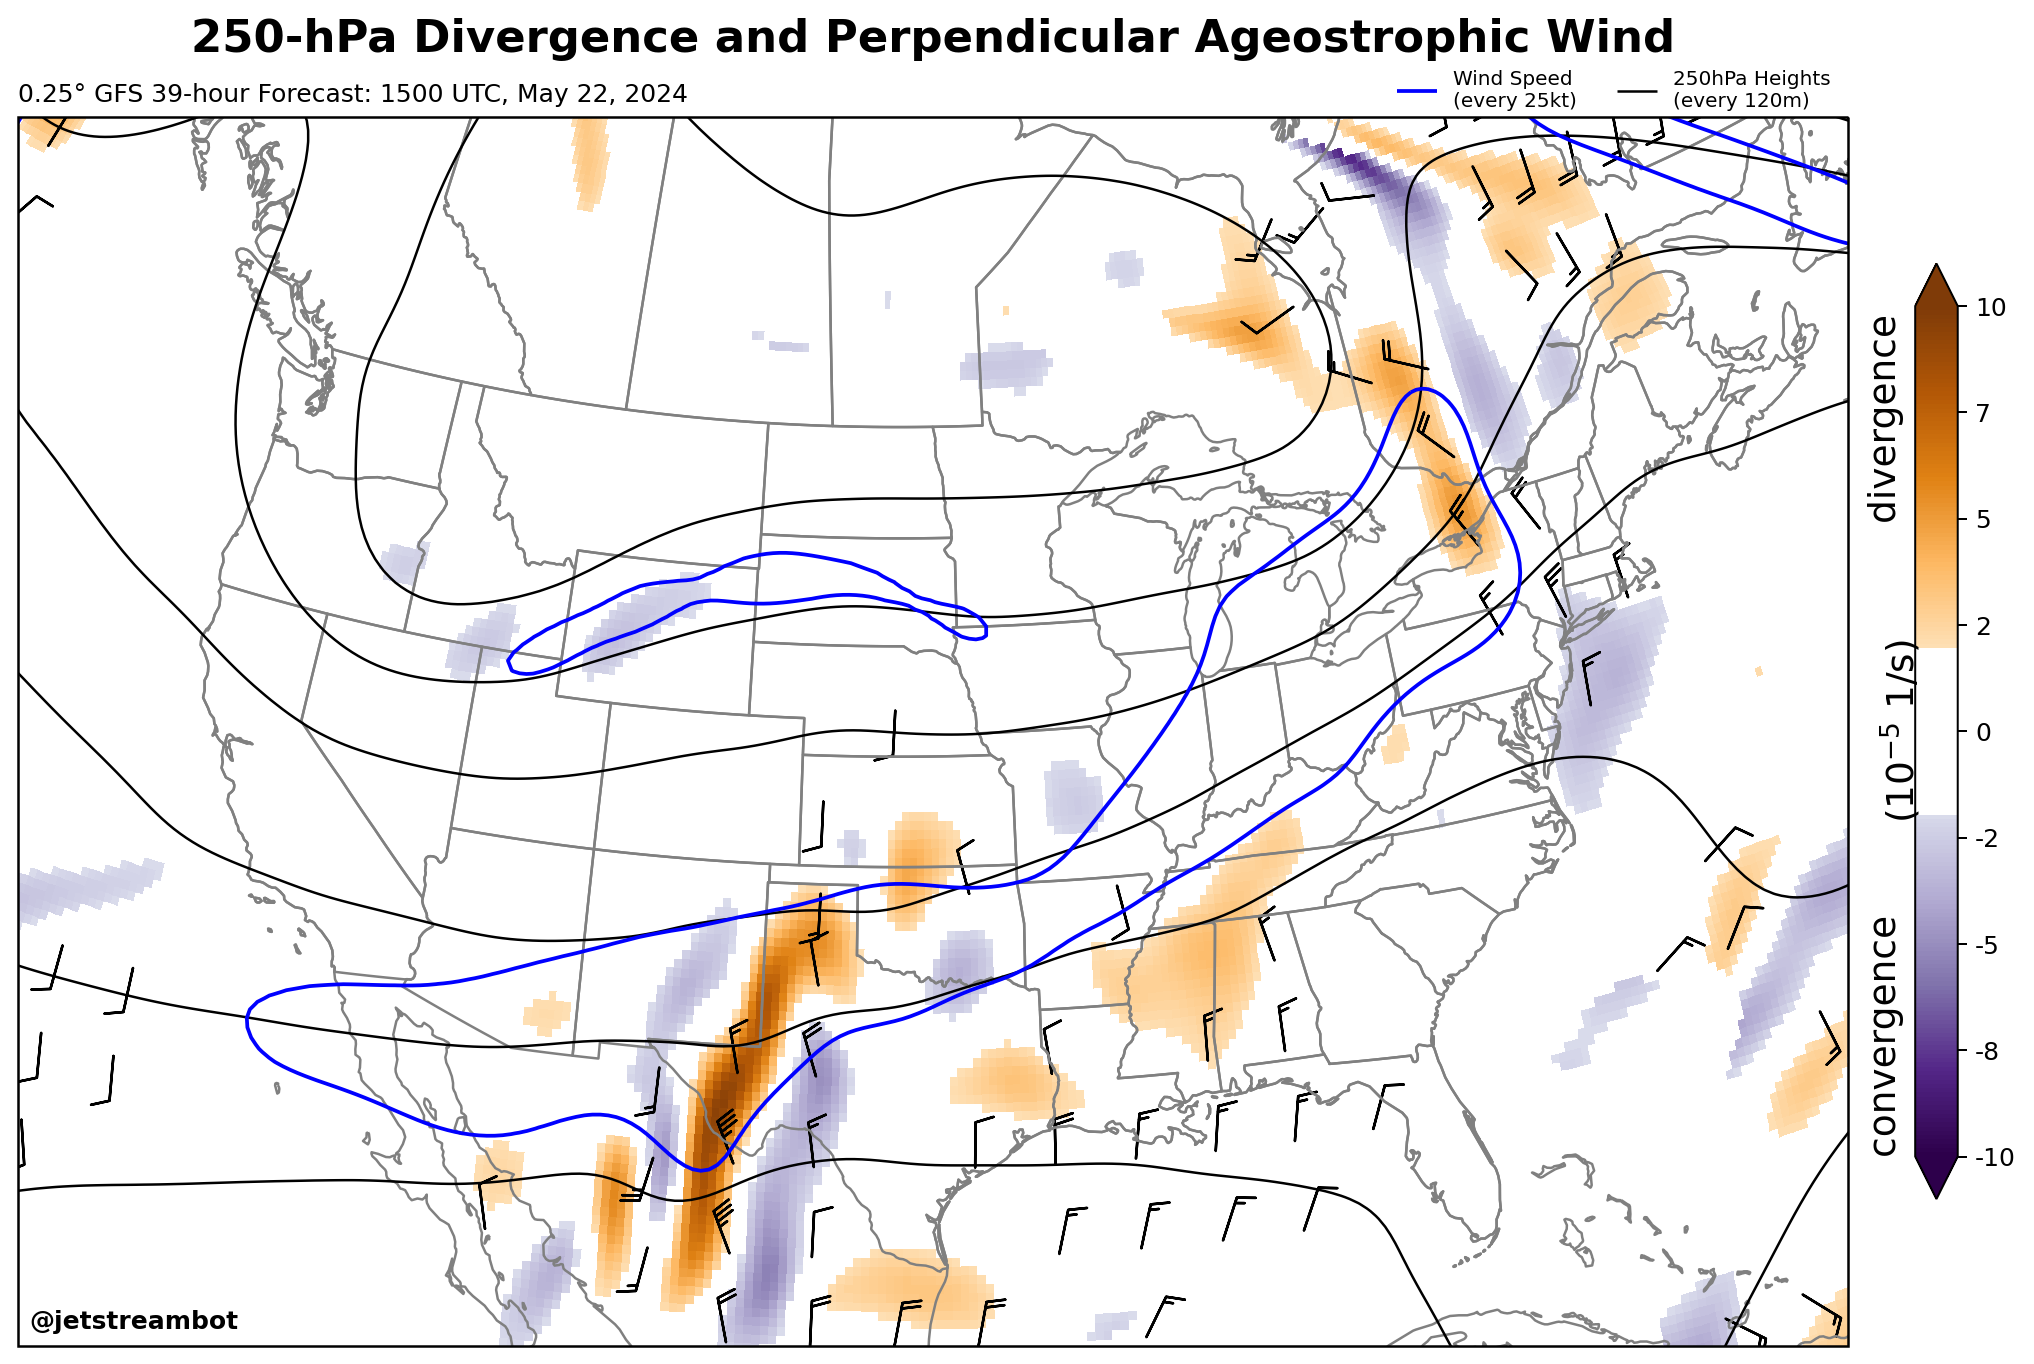 250-hPa Divergence and Perpendicular Ageostrophic Wind
0.25° GFS 39-hour Forecast: 1500 UTC, May 22, 2024
Wind Speed
(every 25kt)
250hPa Heights
(every 120m)
10
7
5
2
0
-2
-5
-8
-10
divergence
(10⁻⁵ 1/s)
convergence
@jetstreambot